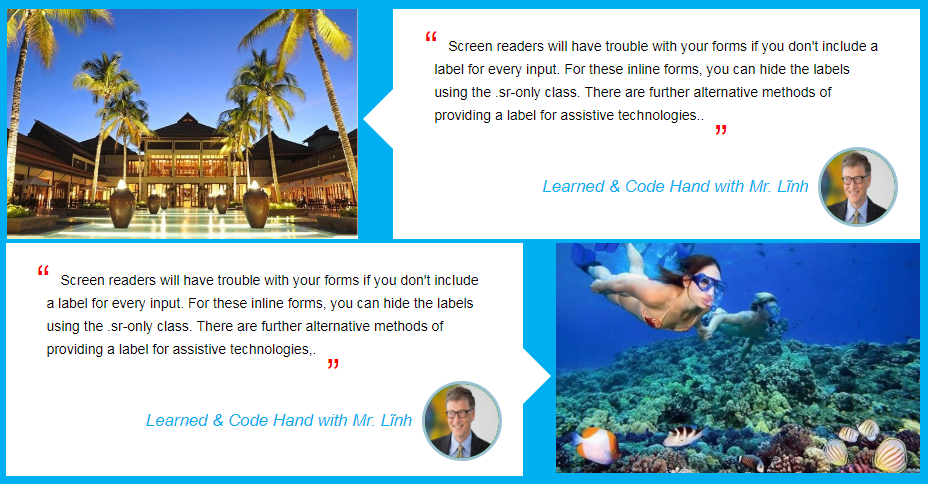 “ Screen readers will have trouble with your forms if you don't include a
label for every input. For these inline forms, you can hide the labels
using the .sr-only class. There are further alternative methods of
providing a label for assistive technologies.. ”
Learned & Code Hand with Mr. Lĩnh
“ Screen readers will have trouble with your forms if you don't include
a label for every input. For these inline forms, you can hide the labels
using the .sr-only class. There are further alternative methods of
providing a label for assistive technologies,. ”
Learned & Code Hand with Mr. Lĩnh